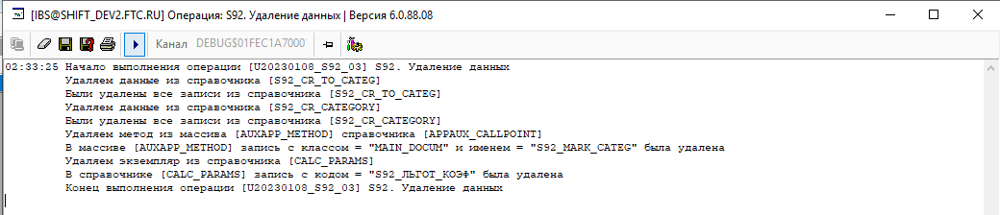 [IBS@SHIFT_DEV2.FTC.RU] Операция: S92. Удаление данных | Версия 6.0.88.08
Канал DEBUG$01FEC1A7000
02:33:25 Начало выполнения операции [U20230108_S92_03] S92. Удаление данных
Удаляем данные из справочника [S92_CR_TO_CATEG]
Были удалены все записи из справочника [S92_CR_TO_CATEG]
Удаляем данные из справочника [S92_CR_CATEGORY]
Были удалены все записи из справочника [S92_CR_CATEGORY]
Удаляем метод из массива [AUXAPP_METHOD] справочника [APPAUX_CALLPOINT]
В массиве [AUXAPP_METHOD] запись с классом = "MAIN_DOCUM" и именем = "S92_MARK_CATEG" была удалена
Удаляем экземпляр из справочника [CALC_PARAMS]
В справочнике [CALC_PARAMS] запись с кодом = "S92_ЛЬГОТ_КОЭФ" была удалена
Конец выполнения операции [U20230108_S92_03] S92. Удаление данных